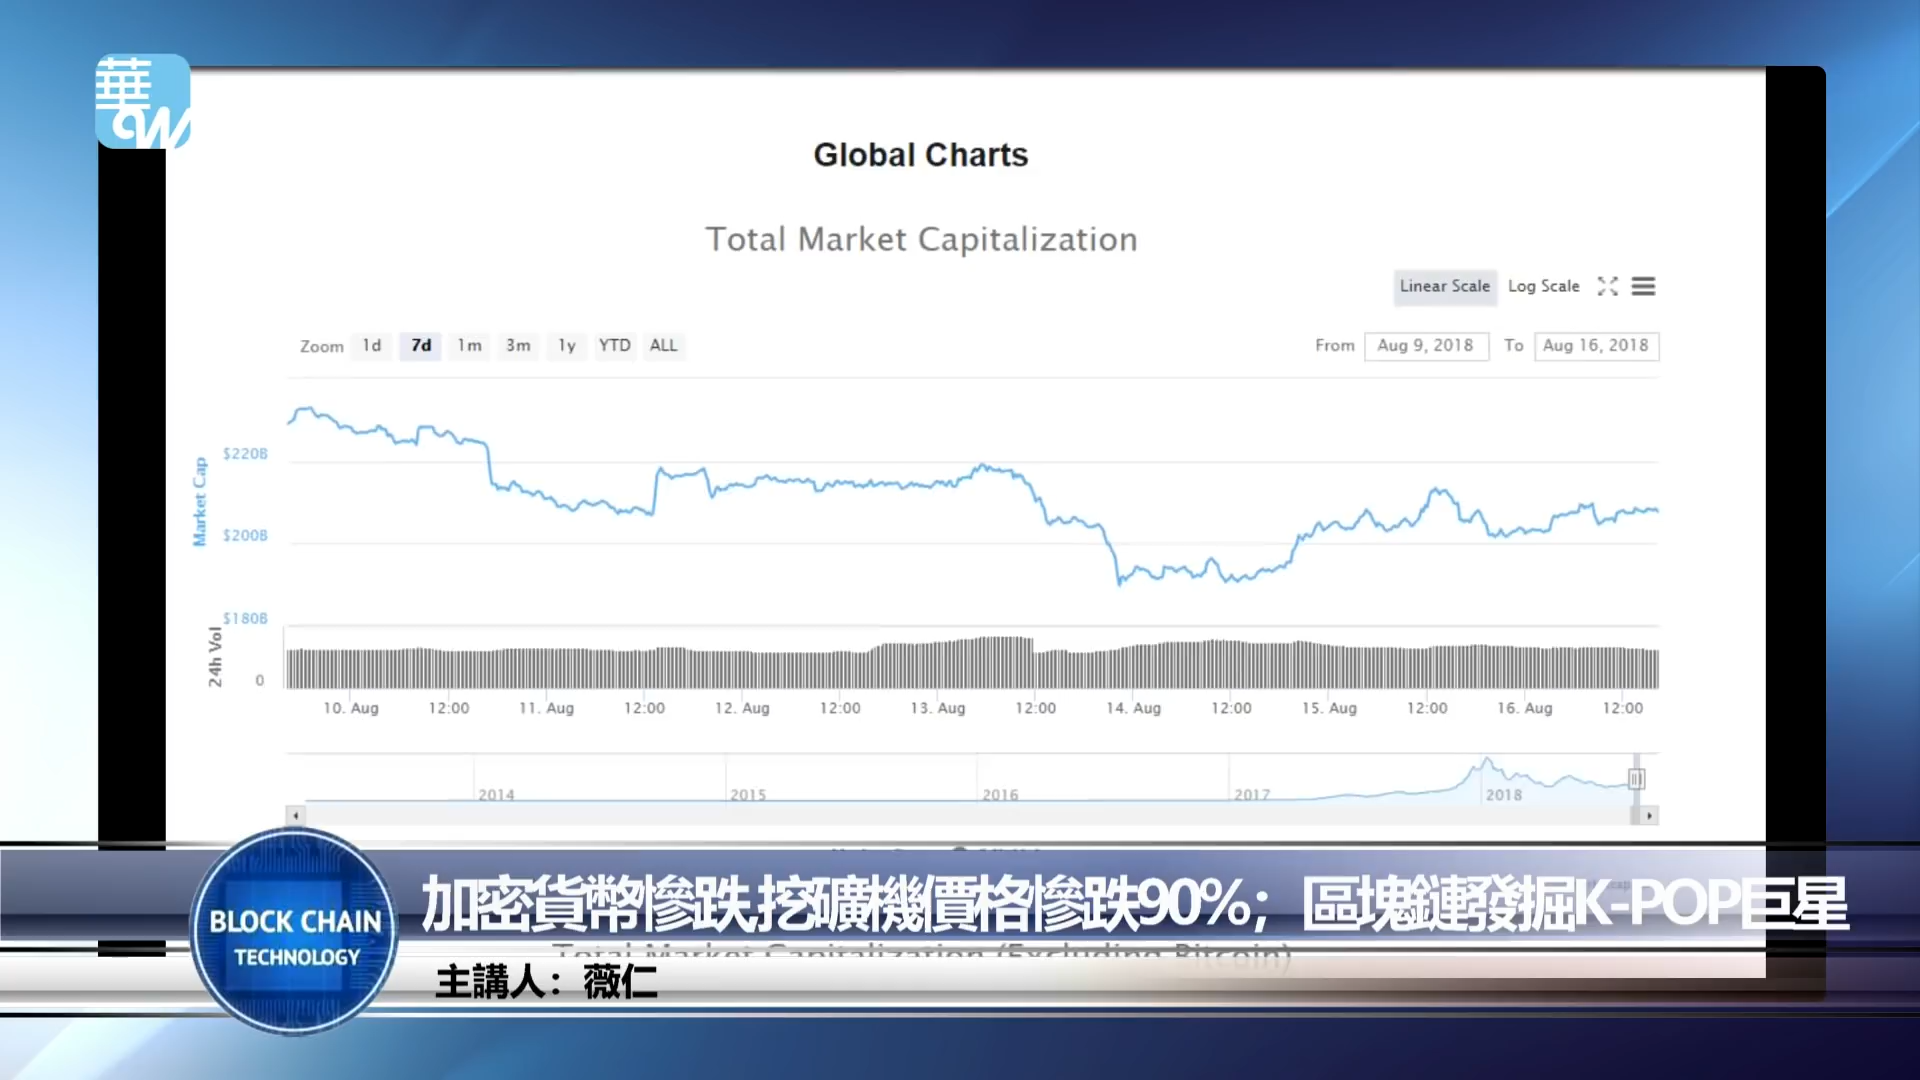 華
W
Global Charts
Total Market Capitalization
Linear Scale Log Scale
Zoom 1d 7d 1m 3m 1y YTD ALL
From Aug 9, 2018 To Aug 16, 2018
Market Cap
$220B
$200B
$180B
24h Vol
0
10. Aug 12:00 11. Aug 12:00 12. Aug 12:00 13. Aug 12:00 14. Aug 12:00 15. Aug 12:00 16. Aug 12:00
2014 2015 2016 2017 2018
BLOCK CHAIN
TECHNOLOGY
加密貨幣慘跌,挖礦機價格慘跌90%；區塊鏈發掘K-POP巨星
Total Market Capitalization (Excluding Bitcoin)
主講人：薇仁